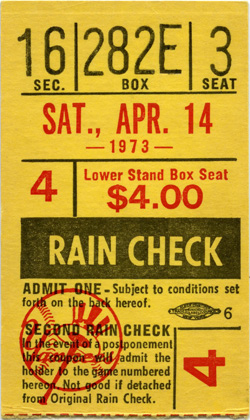 16 282E 3
SEC. BOX SEAT
SAT., APR. 14
—1973—
4
Lower Stand Box Seat
$4.00
RAIN CHECK
ADMIT ONE - Subject to conditions set
forth on the back hereof.
6
SECOND RAIN CHECK
In the event of a postponement
this coupon will admit the
holder to the game numbered
hereon. Not good if detached
from Original Rain Check.
4